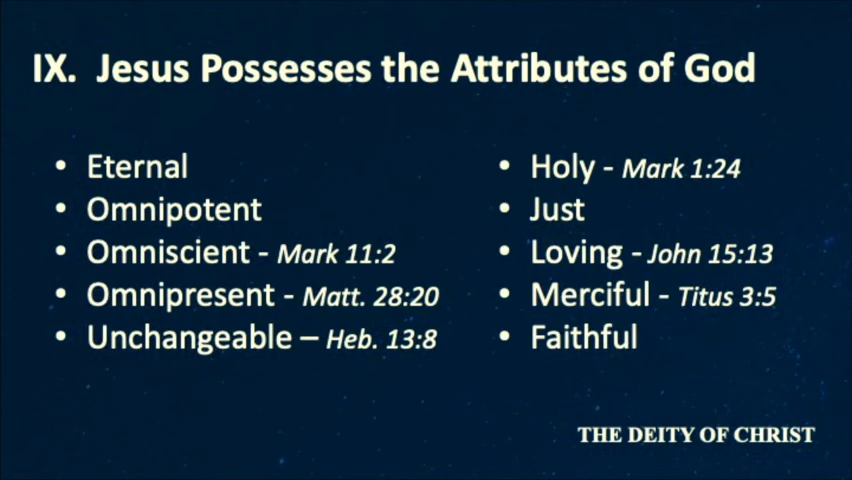 IX. Jesus Possesses the Attributes of God
• Eternal
• Omnipotent
• Omniscient - Mark 11:2
• Omnipresent - Matt. 28:20
• Unchangeable – Heb. 13:8
• Holy - Mark 1:24
• Just
• Loving - John 15:13
• Merciful - Titus 3:5
• Faithful
THE DEITY OF CHRIST